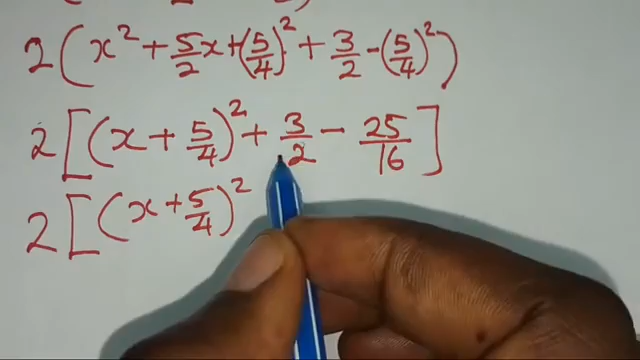 2(x² + 5/2 x + (5/4)² + 3/2 - (5/4)²)
2[(x + 5/4)² + 3/2 - 25/16]
2[(x + 5/4)²